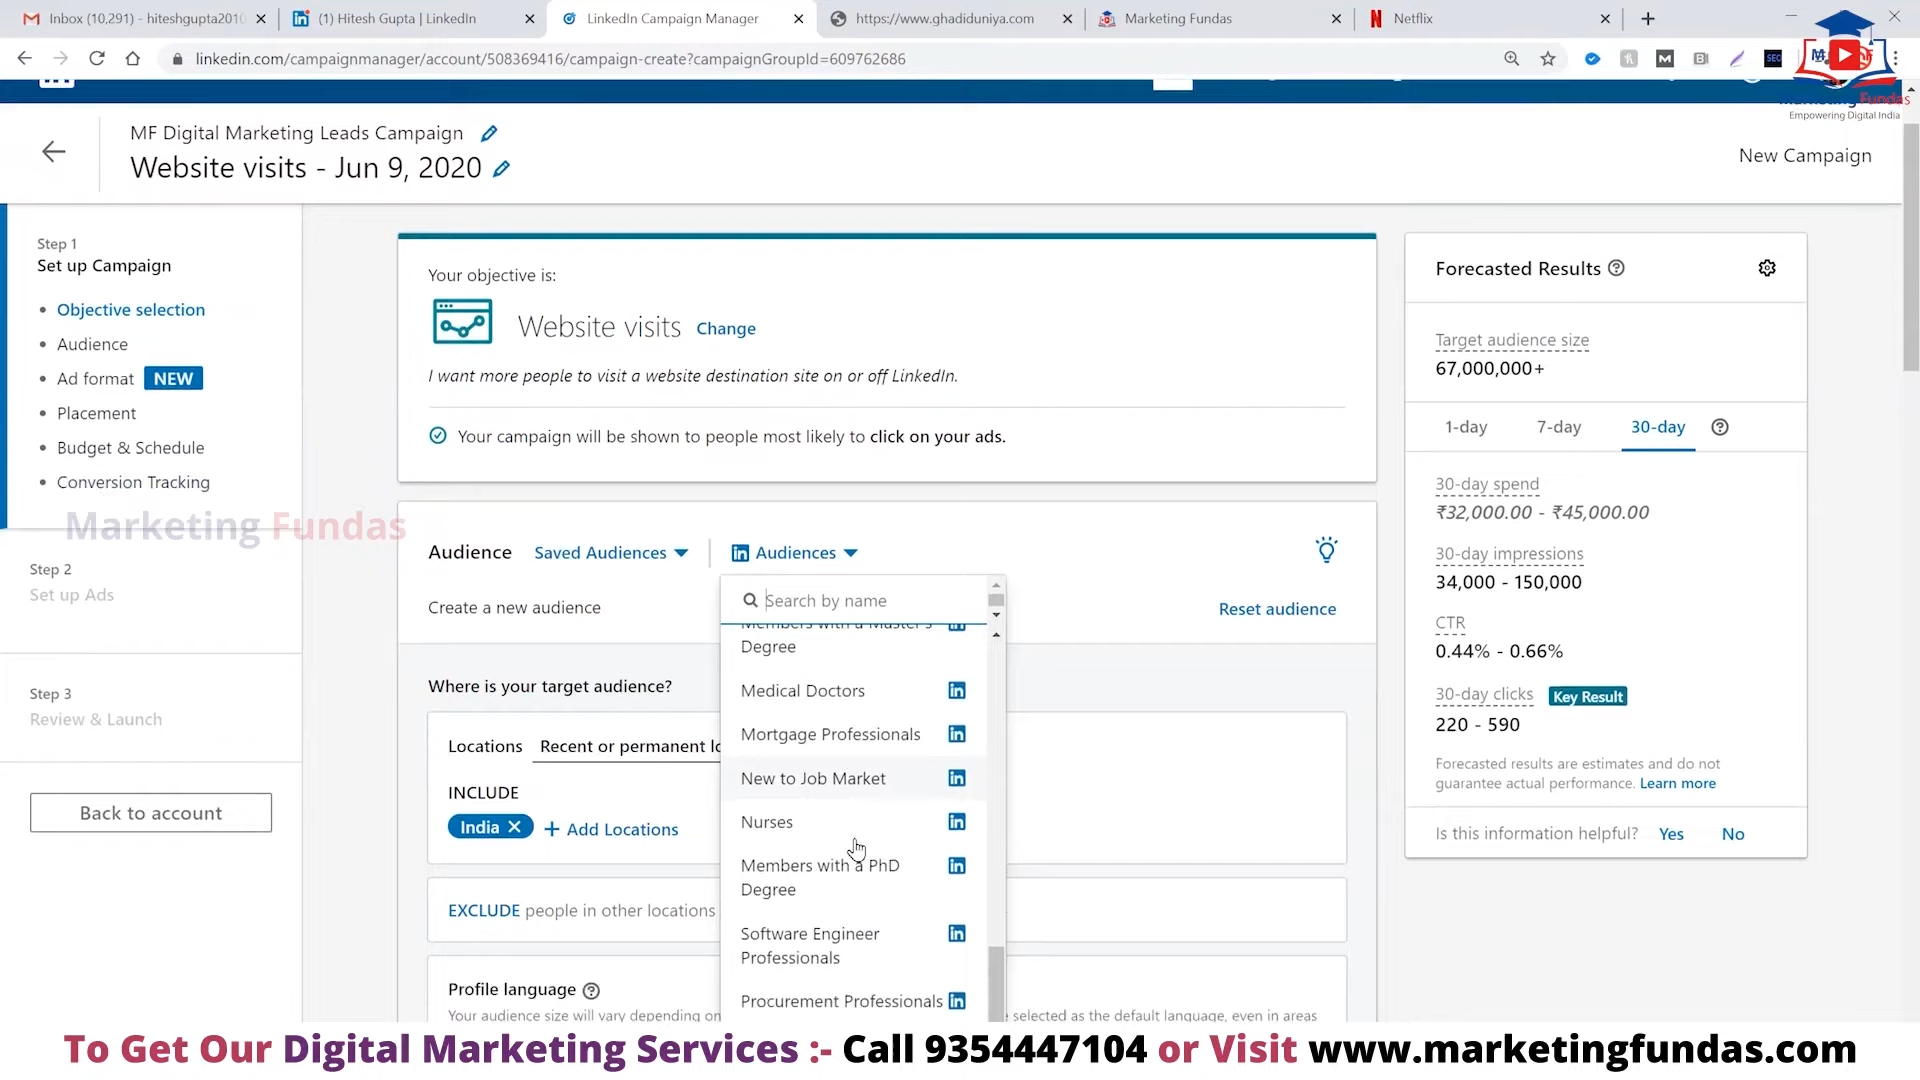 Inbox (10,291) - hiteshgupta2010
(1) Hitesh Gupta | LinkedIn
LinkedIn Campaign Manager
https://www.ghadiduniya.com
Marketing Fundas
Netflix
linkedin.com/campaignmanager/account/508369416/campaign-create?campaignGroupId=609762686
Empowering Digital India
MF Digital Marketing Leads Campaign
Website visits - Jun 9, 2020
New Campaign
Step 1
Set up Campaign
Objective selection
Audience
Ad format NEW
Placement
Budget & Schedule
Conversion Tracking
Marketing Fundas
Step 2
Set up Ads
Step 3
Review & Launch
Back to account
Your objective is:
Website visits Change
I want more people to visit a website destination site on or off LinkedIn.
Your campaign will be shown to people most likely to click on your ads.
Audience Saved Audiences in Audiences
Create a new audience
Reset audience
Search by name
Members with a Master's
Degree
Medical Doctors
Mortgage Professionals
New to Job Market
Nurses
Members with a PhD
Degree
Software Engineer
Professionals
Procurement Professionals
Where is your target audience?
Locations Recent or permanent lo
INCLUDE
India
+ Add Locations
EXCLUDE people in other locations
Profile language
Your audience size will vary depending on
selected as the default language, even in areas
Forecasted Results
Target audience size
67,000,000+
1-day 7-day 30-day
30-day spend
₹32,000.00 - ₹45,000.00
30-day impressions
34,000 - 150,000
CTR
0.44% - 0.66%
30-day clicks Key Result
220 - 590
Forecasted results are estimates and do not
guarantee actual performance. Learn more
Is this information helpful? Yes No
To Get Our Digital Marketing Services :- Call 9354447104 or Visit www.marketingfundas.com